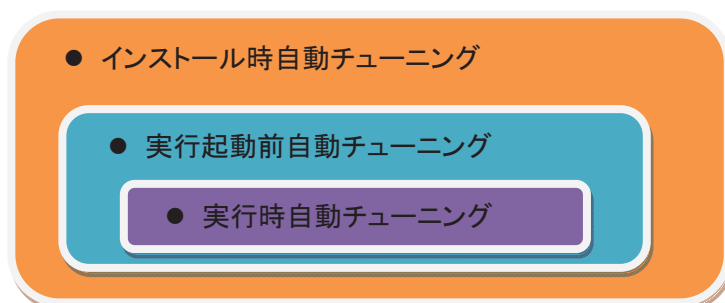 ● インストール時自動チューニング
● 実行起動前自動チューニング
● 実行時自動チューニング